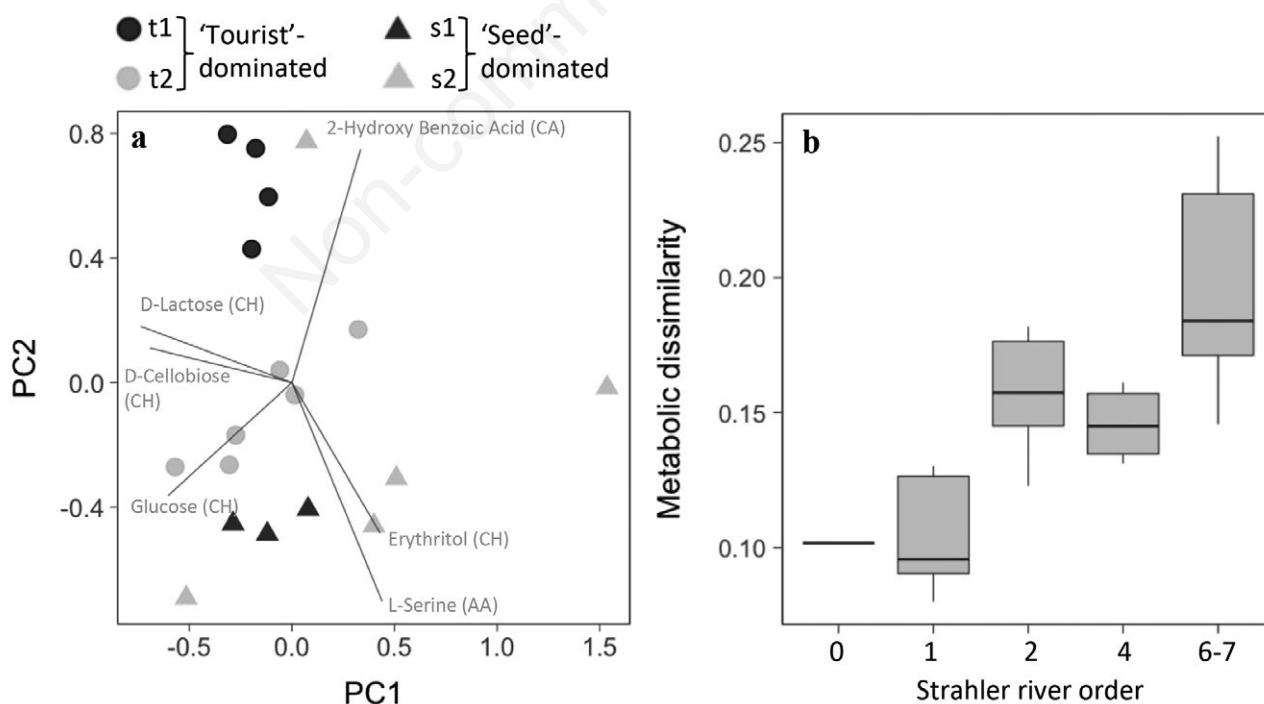 t1
t2
'Tourist'-
dominated
s1
s2
'Seed'-
dominated
a
2-Hydroxy Benzoic Acid (CA)
D-Lactose (CH)
D-Cellobiose
(CH)
Glucose (CH)
Erythritol (CH)
L-Serine (AA)
0.8
0.4
0.0
-0.4
PC2
-0.5
0.0
0.5
1.0
1.5
PC1
b
0.25
0.20
0.15
0.10
Metabolic dissimilarity
0
1
2
4
6-7
Strahler river order